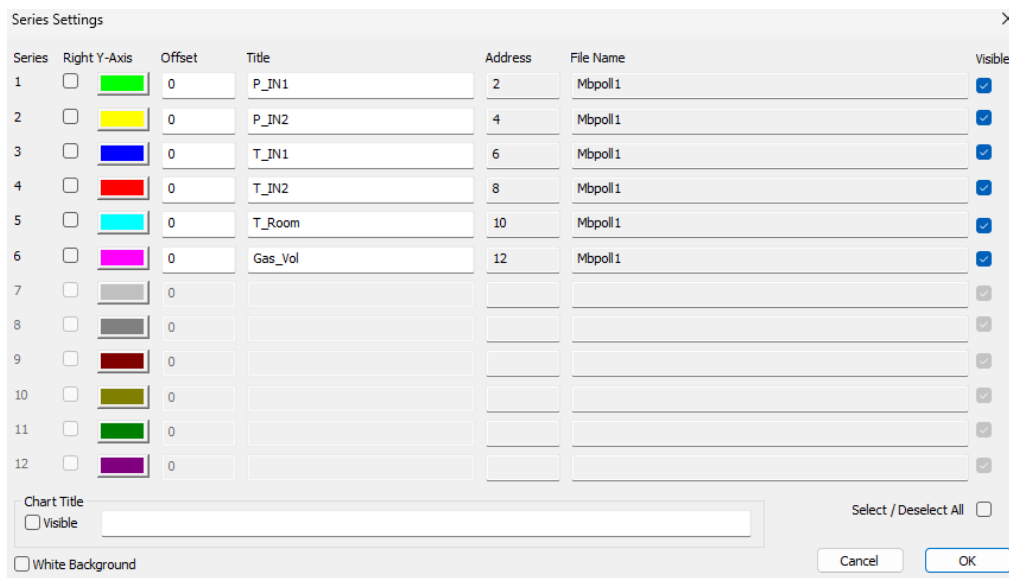 Series Settings
Series Right Y-Axis Offset Title Address File Name Visible
1 0 P_IN1 2 Mbpoll1
2 0 P_IN2 4 Mbpoll1
3 0 T_IN1 6 Mbpoll1
4 0 T_IN2 8 Mbpoll1
5 0 T_Room 10 Mbpoll1
6 0 Gas_Vol 12 Mbpoll1
7 0
8 0
9 0
10 0
11 0
12 0
Chart Title
Visible
Select / Deselect All
White Background
Cancel OK